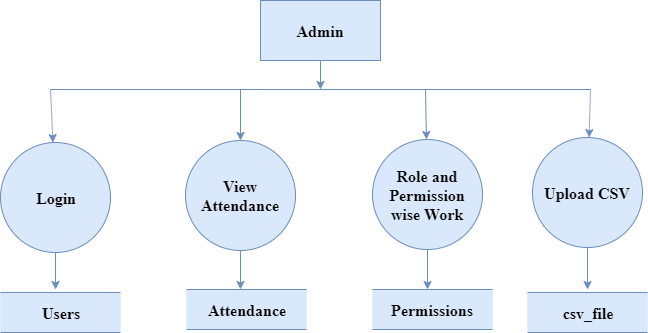 Admin
Login
View
Attendance
Role and
Permission
wise Work
Upload CSV
Users
Attendance
Permissions
csv_file